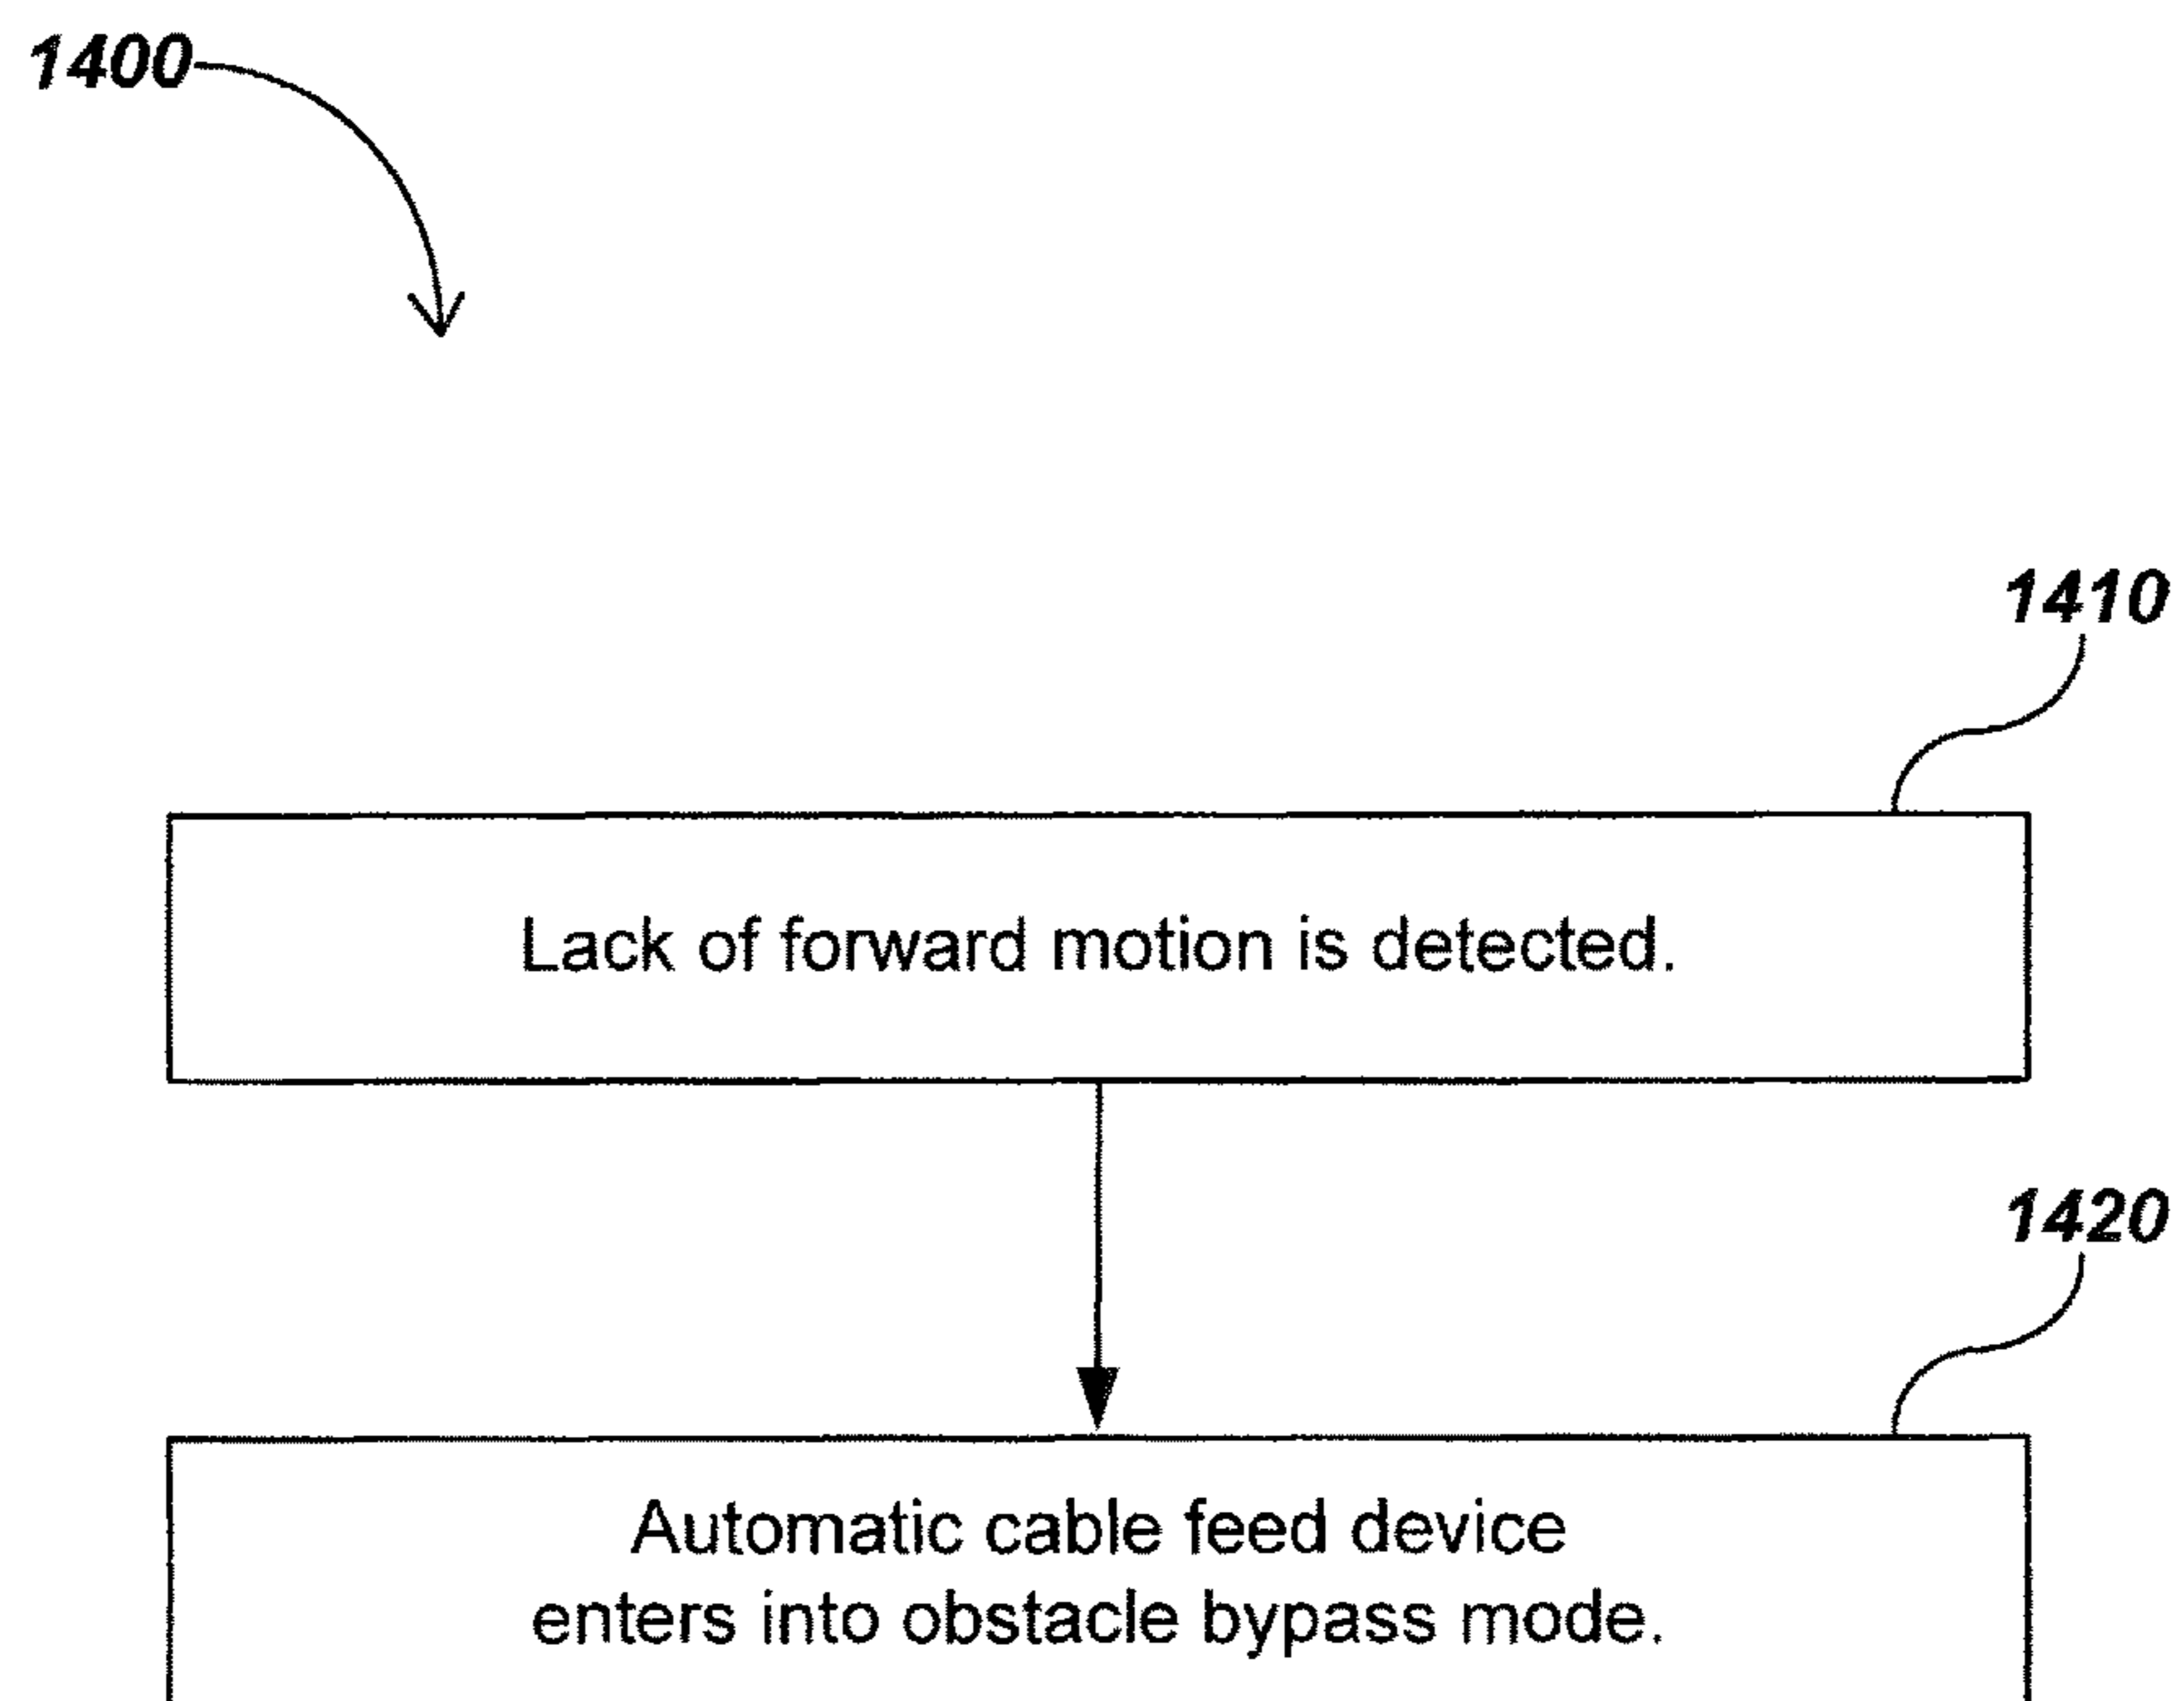 1400
1410
Lack of forward motion is detected.
1420
Automatic cable feed device
enters into obstacle bypass mode.